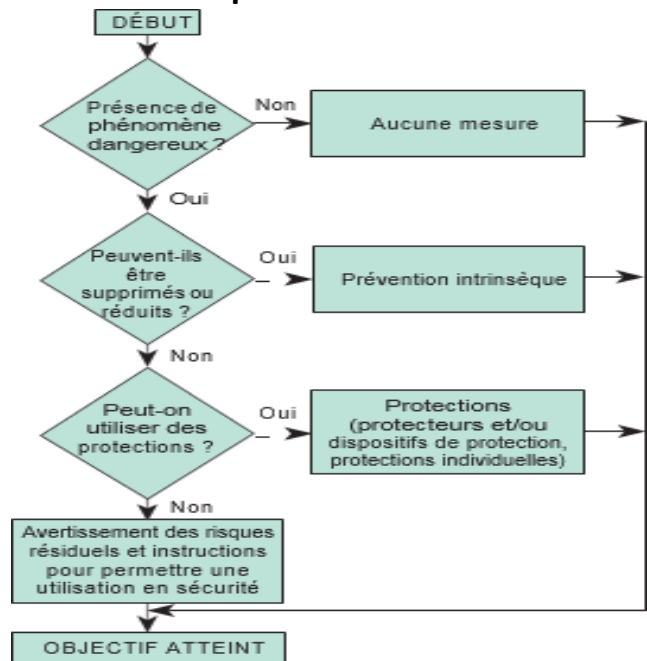 DÉBUT
Présence de
phénomène
dangereux ?
Non
Aucune mesure
Oui
Peuvent-ils
être
supprimés ou
réduits ?
Oui
Prévention intrinsèque
Non
Peut-on
utiliser des
protections ?
Oui
Protections
(protecteurs et/ou
dispositifs de protection,
protections individuelles)
Non
Avertissement des risques
résiduels et instructions
pour permettre une
utilisation en sécurité
OBJECTIF ATTEINT